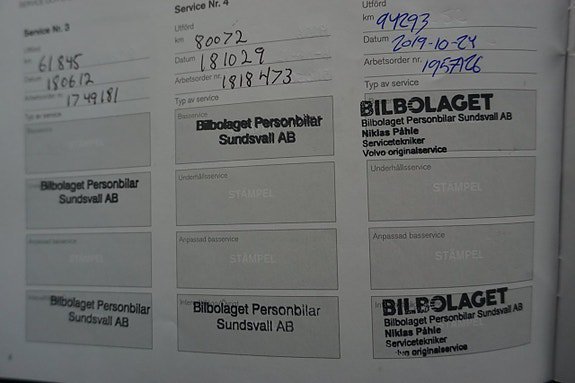 Service Nr. 3
Utförd
km 61845
Datum 180612
Arbetsorder nr. 1749181
Typ av service
Basservice
STÄMPEL
Bilbolaget Personbilar
Sundsvall AB
Anpassad basservice
STÄMPEL
Bilbolaget Personbilar
Sundsvall AB
Service Nr. 4
Utförd
km 80072
Datum 181029
Arbetsorder nr. 1818473
Typ av service
Basservice
Bilbolaget Personbilar
Sundsvall AB
Underhållsservice
STÄMPEL
Anpassad basservice
STÄMPEL
Bilbolaget Personbilar
Sundsvall AB
Utförd
km 94293
Datum 2019-10-24
Arbetsorder nr. 1957126
Typ av service
BILBOLAGET
Bilbolaget Personbilar Sundsvall AB
Niklas Påhle
Servicetekniker
Volvo originalservice
Underhållsservice
STÄMPEL
Anpassad basservice
STÄMPEL
BILBOLAGET
Bilbolaget Personbilar Sundsvall AB
Niklas Påhle
Servicetekniker
originalservice